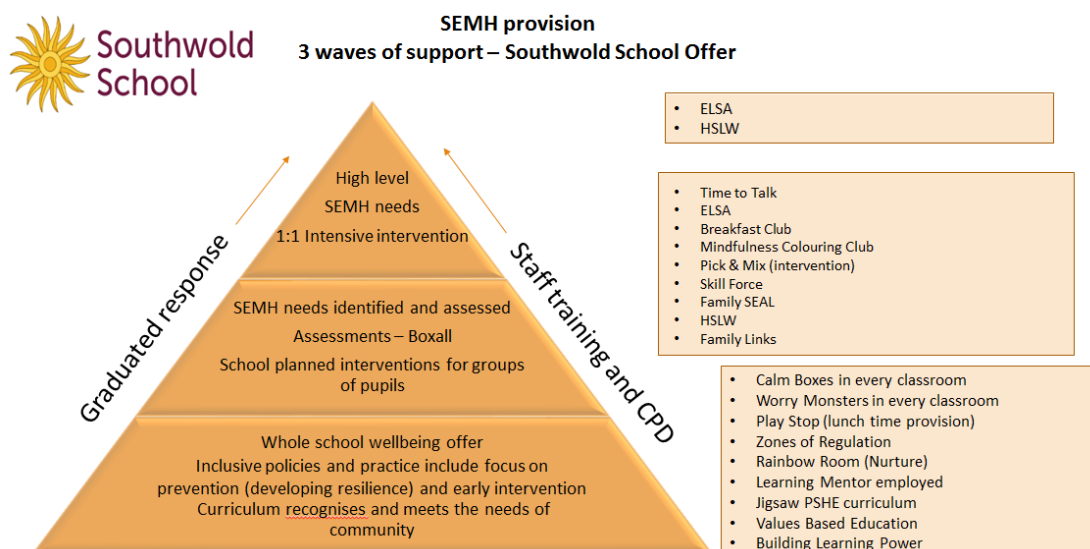 Southwold
School
SEMH provision
3 waves of support – Southwold School Offer
Graduated response
Staff training and CPD
High level
SEMH needs
1:1 Intensive intervention
SEMH needs identified and assessed
Assessments – Boxall
School planned interventions for groups
of pupils
Whole school wellbeing offer
Inclusive policies and practice include focus on
prevention (developing resilience) and early intervention
Curriculum recognises and meets the needs of
community
• ELSA
• HSLW
• Time to Talk
• ELSA
• Breakfast Club
• Mindfulness Colouring Club
• Pick & Mix (intervention)
• Skill Force
• Family SEAL
• HSLW
• Family Links
• Calm Boxes in every classroom
• Worry Monsters in every classroom
• Play Stop (lunch time provision)
• Zones of Regulation
• Rainbow Room (Nurture)
• Learning Mentor employed
• Jigsaw PSHE curriculum
• Values Based Education
• Building Learning Power